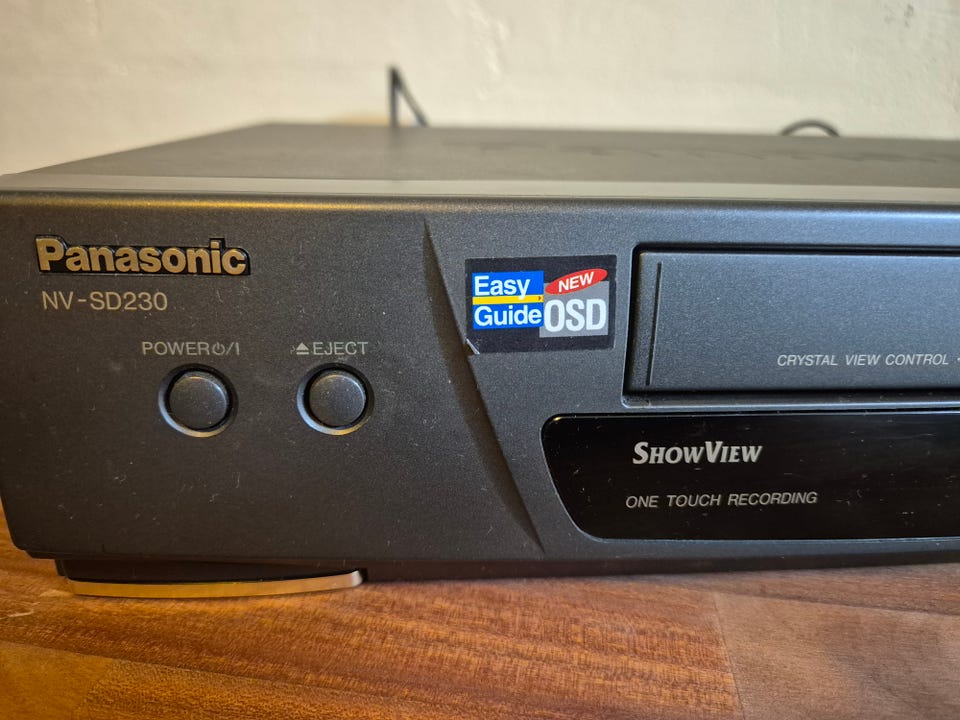 Panasonic
NV-SD230
POWER⏻/I
⏏EJECT
Easy
Guide
NEW
OSD
CRYSTAL VIEW CONTROL
SHOWVIEW
ONE TOUCH RECORDING